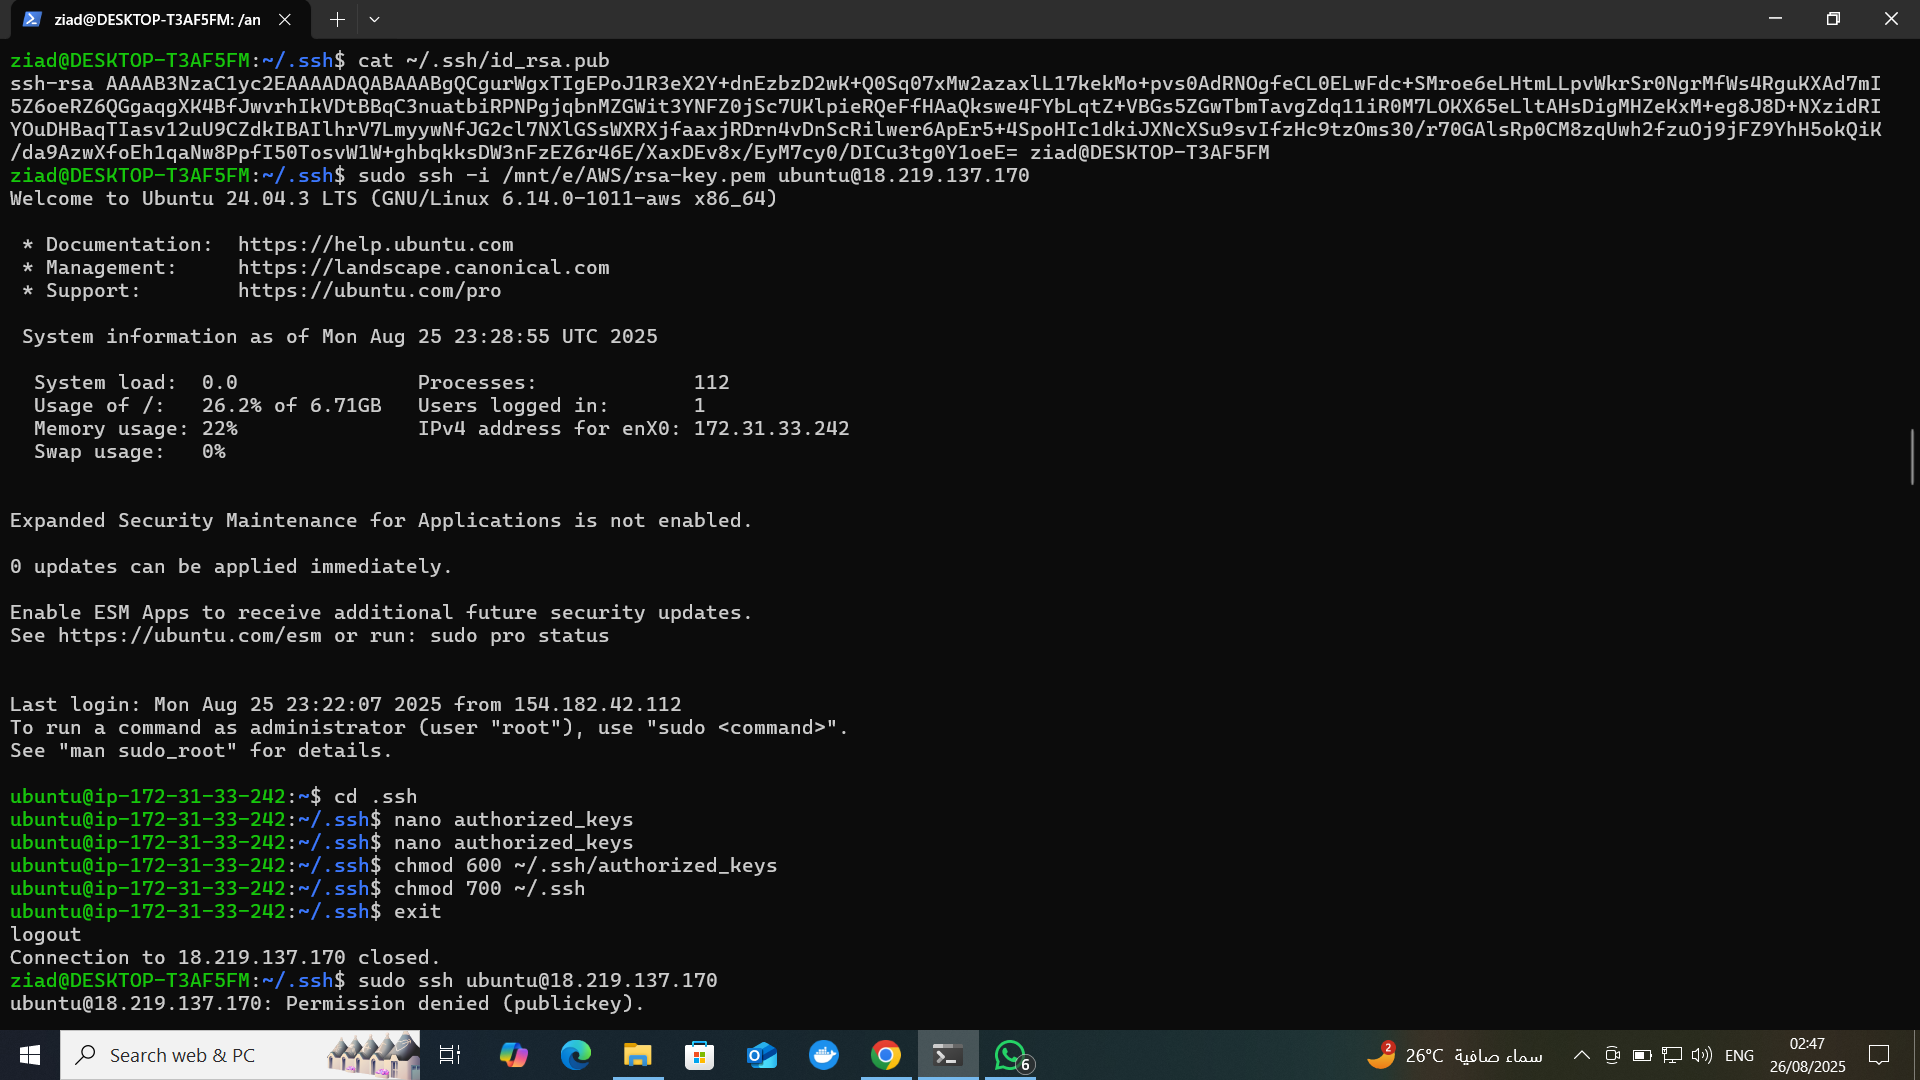 ziad@DESKTOP-T3AF5FM: /an
ziad@DESKTOP-T3AF5FM:~/.ssh$ cat ~/.ssh/id_rsa.pub
ssh-rsa AAAAB3NzaC1yc2EAAAADAQABAAABgQCgurWgxTIgEPoJ1R3eX2Y+dnEzbzD2wK+Q0Sq07xMw2azaxlL17kekMo+pvs0AdRNOgfeCL0ELwFdc+SMroe6eLHtmLLpvWkrSr0NgrMfWs4RguKXAd7mI
5Z6oeRZ6QGgaqgXK4BfJwvrhIkVDtBBqC3nuatbiRPNPgjqbnMZGWit3YNFZ0jSc7UKlpieRQeFfHAaQkswe4FYbLqtZ+VBGs5ZGwTbmTavgZdq11iR0M7LOKX65eLltAHsDigMHZeKxM+eg8J8D+NXzidRI
YOuDHBaqTIasv12uU9CZdkIBAIlhrV7LmyywNfJG2cl7NXlGSsWXRXjfaaxjRDrn4vDnScRilwer6ApEr5+4SpoHIc1dkiJXNcXSu9svIfzHc9tzOms30/r70GAlsRp0CM8zqUwh2fzuOj9jFZ9YhH5okQiK
/da9AzwXfoEh1qaNw8PpfI50TosvW1W+ghbqkksDW3nFzEZ6r46E/XaxDEv8x/EyM7cy0/DICu3tg0Y1oeE= ziad@DESKTOP-T3AF5FM
ziad@DESKTOP-T3AF5FM:~/.ssh$ sudo ssh -i /mnt/e/AWS/rsa-key.pem ubuntu@18.219.137.170
Welcome to Ubuntu 24.04.3 LTS (GNU/Linux 6.14.0-1011-aws x86_64)
* Documentation:  https://help.ubuntu.com
* Management:     https://landscape.canonical.com
* Support:        https://ubuntu.com/pro
System information as of Mon Aug 25 23:28:55 UTC 2025
System load:  0.0               Processes:             112
Usage of /:   26.2% of 6.71GB   Users logged in:       1
Memory usage: 22%               IPv4 address for enX0: 172.31.33.242
Swap usage:   0%
Expanded Security Maintenance for Applications is not enabled.
0 updates can be applied immediately.
Enable ESM Apps to receive additional future security updates.
See https://ubuntu.com/esm or run: sudo pro status
Last login: Mon Aug 25 23:22:07 2025 from 154.182.42.112
To run a command as administrator (user "root"), use "sudo <command>".
See "man sudo_root" for details.
ubuntu@ip-172-31-33-242:~$ cd .ssh
ubuntu@ip-172-31-33-242:~/.ssh$ nano authorized_keys
ubuntu@ip-172-31-33-242:~/.ssh$ nano authorized_keys
ubuntu@ip-172-31-33-242:~/.ssh$ chmod 600 ~/.ssh/authorized_keys
ubuntu@ip-172-31-33-242:~/.ssh$ chmod 700 ~/.ssh
ubuntu@ip-172-31-33-242:~/.ssh$ exit
logout
Connection to 18.219.137.170 closed.
ziad@DESKTOP-T3AF5FM:~/.ssh$ sudo ssh ubuntu@18.219.137.170
ubuntu@18.219.137.170: Permission denied (publickey).
Search web & PC
6
2
26°C سماء صافية
ENG
02:47
26/08/2025